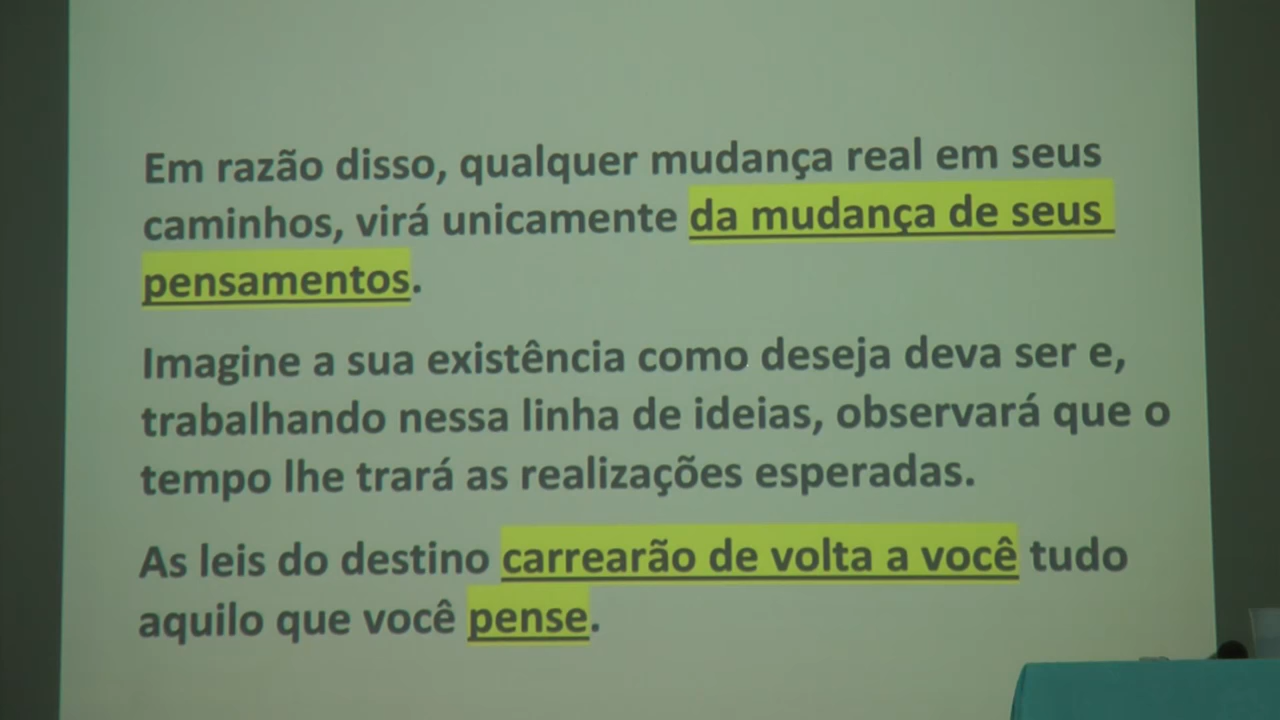 Em razão disso, qualquer mudança real em seus
caminhos, virá unicamente da mudança de seus
pensamentos.
Imagine a sua existência como deseja deva ser e,
trabalhando nessa linha de ideias, observará que o
tempo lhe trará as realizações esperadas.
As leis do destino carrearão de volta a você tudo
aquilo que você pense.